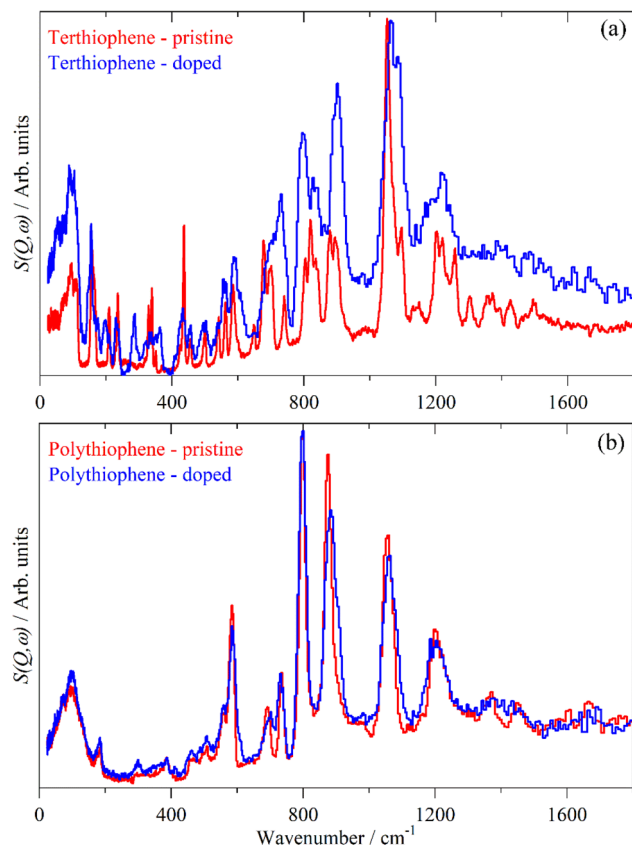 (a)
Terthiophene - pristine
Terthiophene - doped
S(Q,ω) / Arb. units
0 400 800 1200 1600
(b)
Polythiophene - pristine
Polythiophene - doped
S(Q,ω) / Arb. units
0 400 800 1200 1600
Wavenumber / cm⁻¹